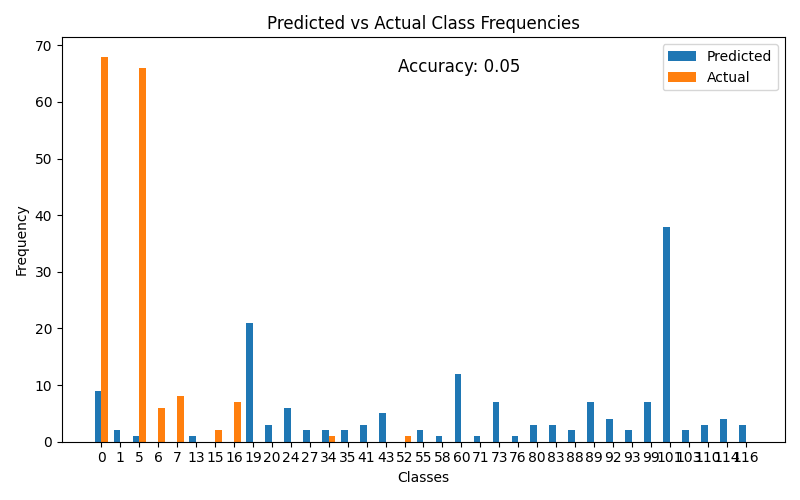 Predicted vs Actual Class Frequencies
Accuracy: 0.05
Predicted
Actual
Frequency
70
60
50
40
30
20
10
0
0 1 5 6 7 13 15 16 19 20 24 27 34 35 41 43 52 55 58 60 71 73 76 80 83 88 89 92 93 99 101 103 110 114 116
Classes